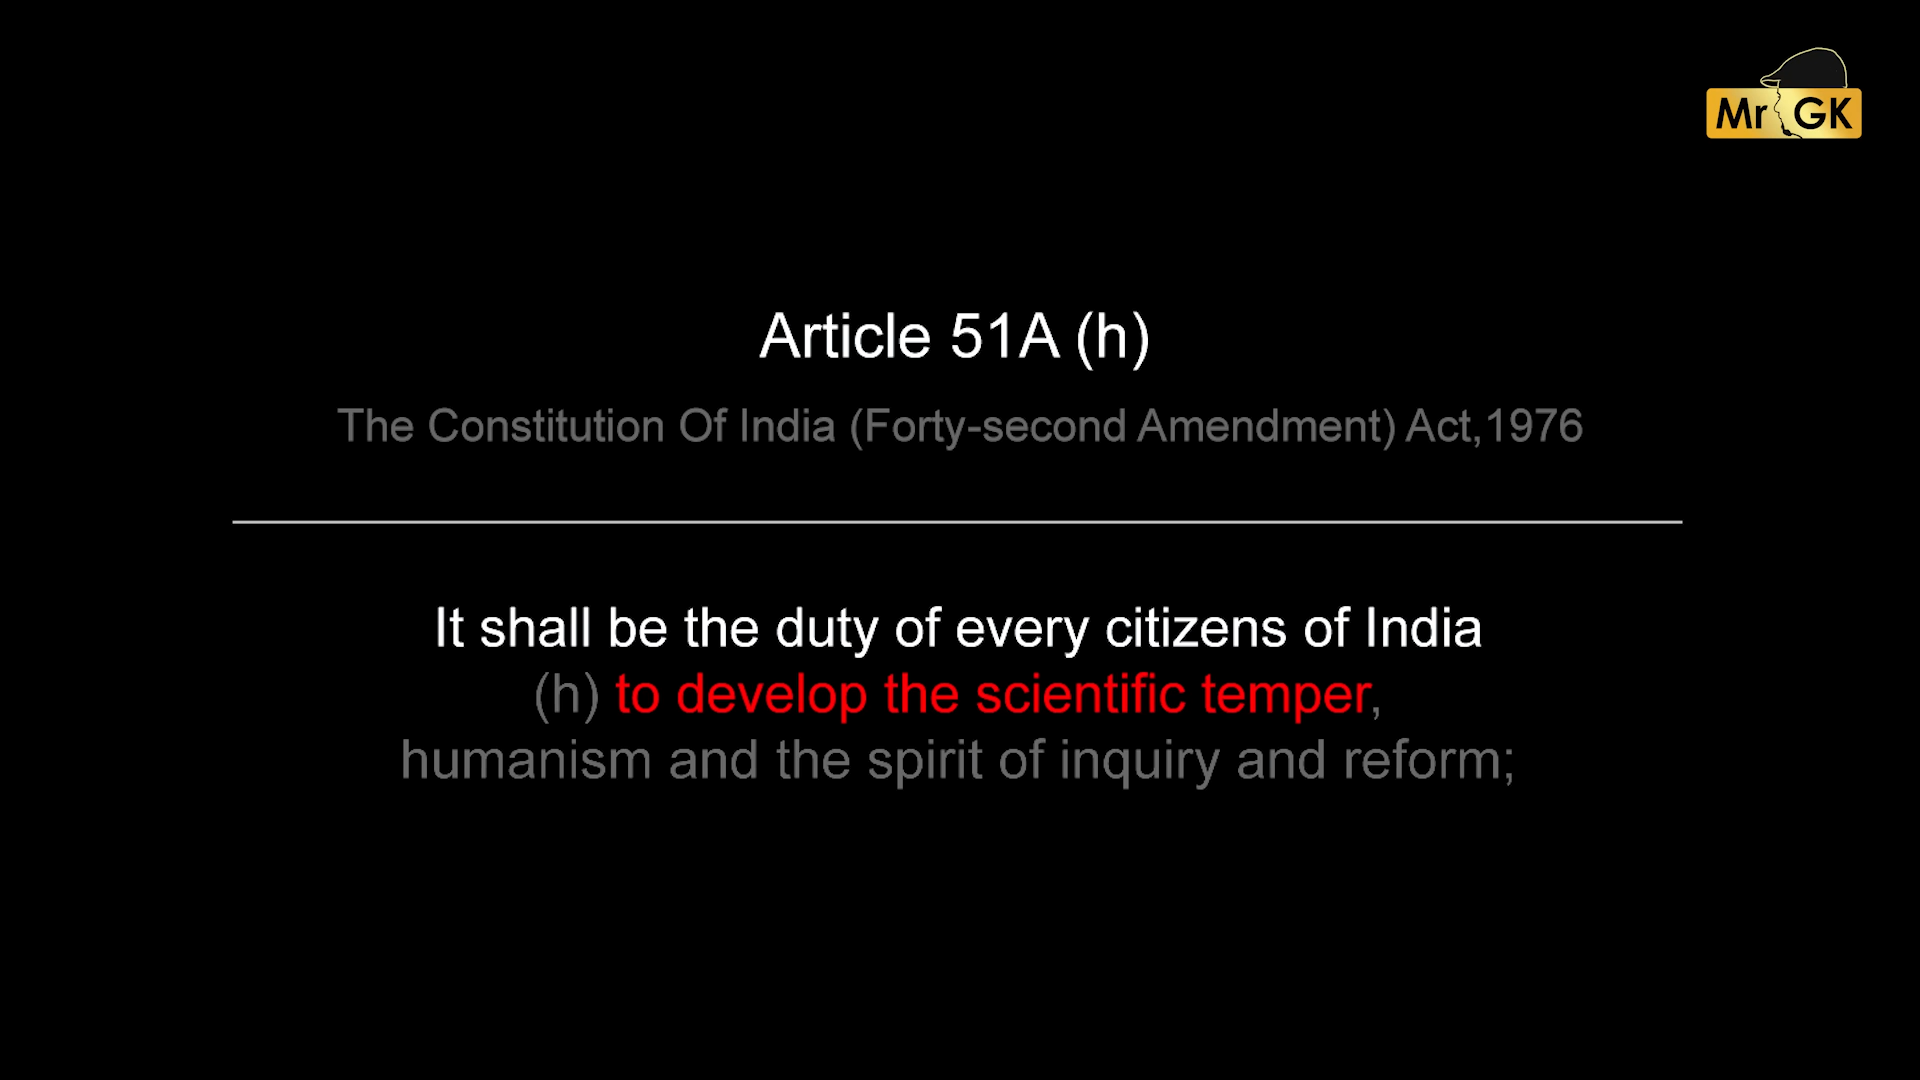 Mr GK
Article 51A (h)
The Constitution Of India (Forty-second Amendment) Act,1976
It shall be the duty of every citizens of India
(h) to develop the scientific temper,
humanism and the spirit of inquiry and reform;